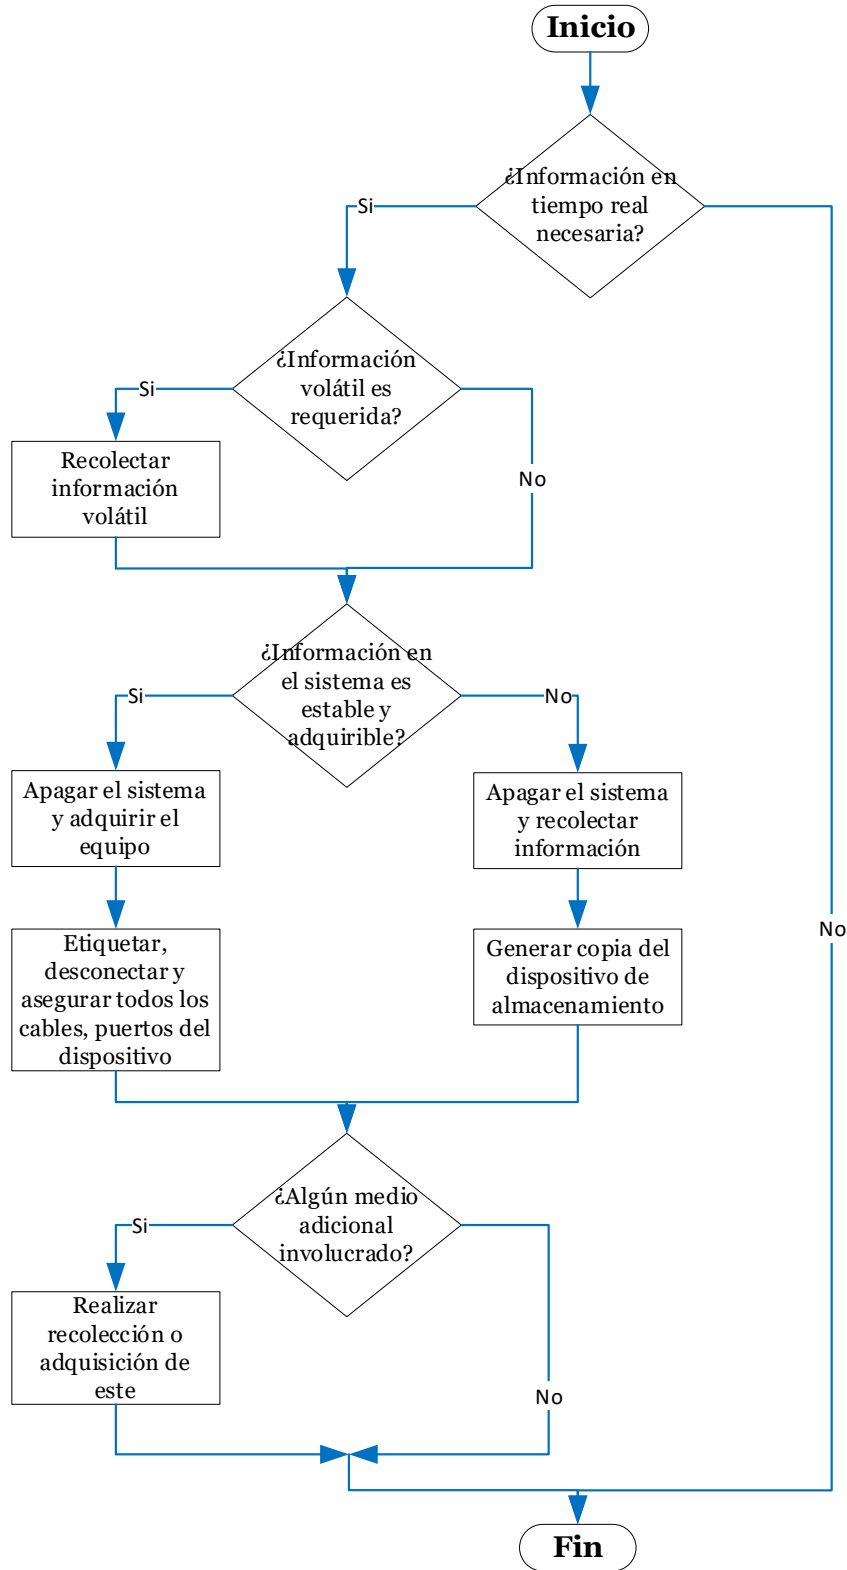 Inicio
¿Información en
tiempo real
necesaria?
Si
¿Información
volátil es
requerida?
Si
Recolectar
información
volátil
No
¿Información en
el sistema es
estable y
adquirible?
Si
No
Apagar el sistema
y adquirir el
equipo
Apagar el sistema
y recolectar
información
Etiquetar,
desconectar y
asegurar todos los
cables, puertos del
dispositivo
Generar copia del
dispositivo de
almacenamiento
No
¿Algún medio
adicional
involucrado?
Si
Realizar
recolección o
adquisición de
este
No
Fin